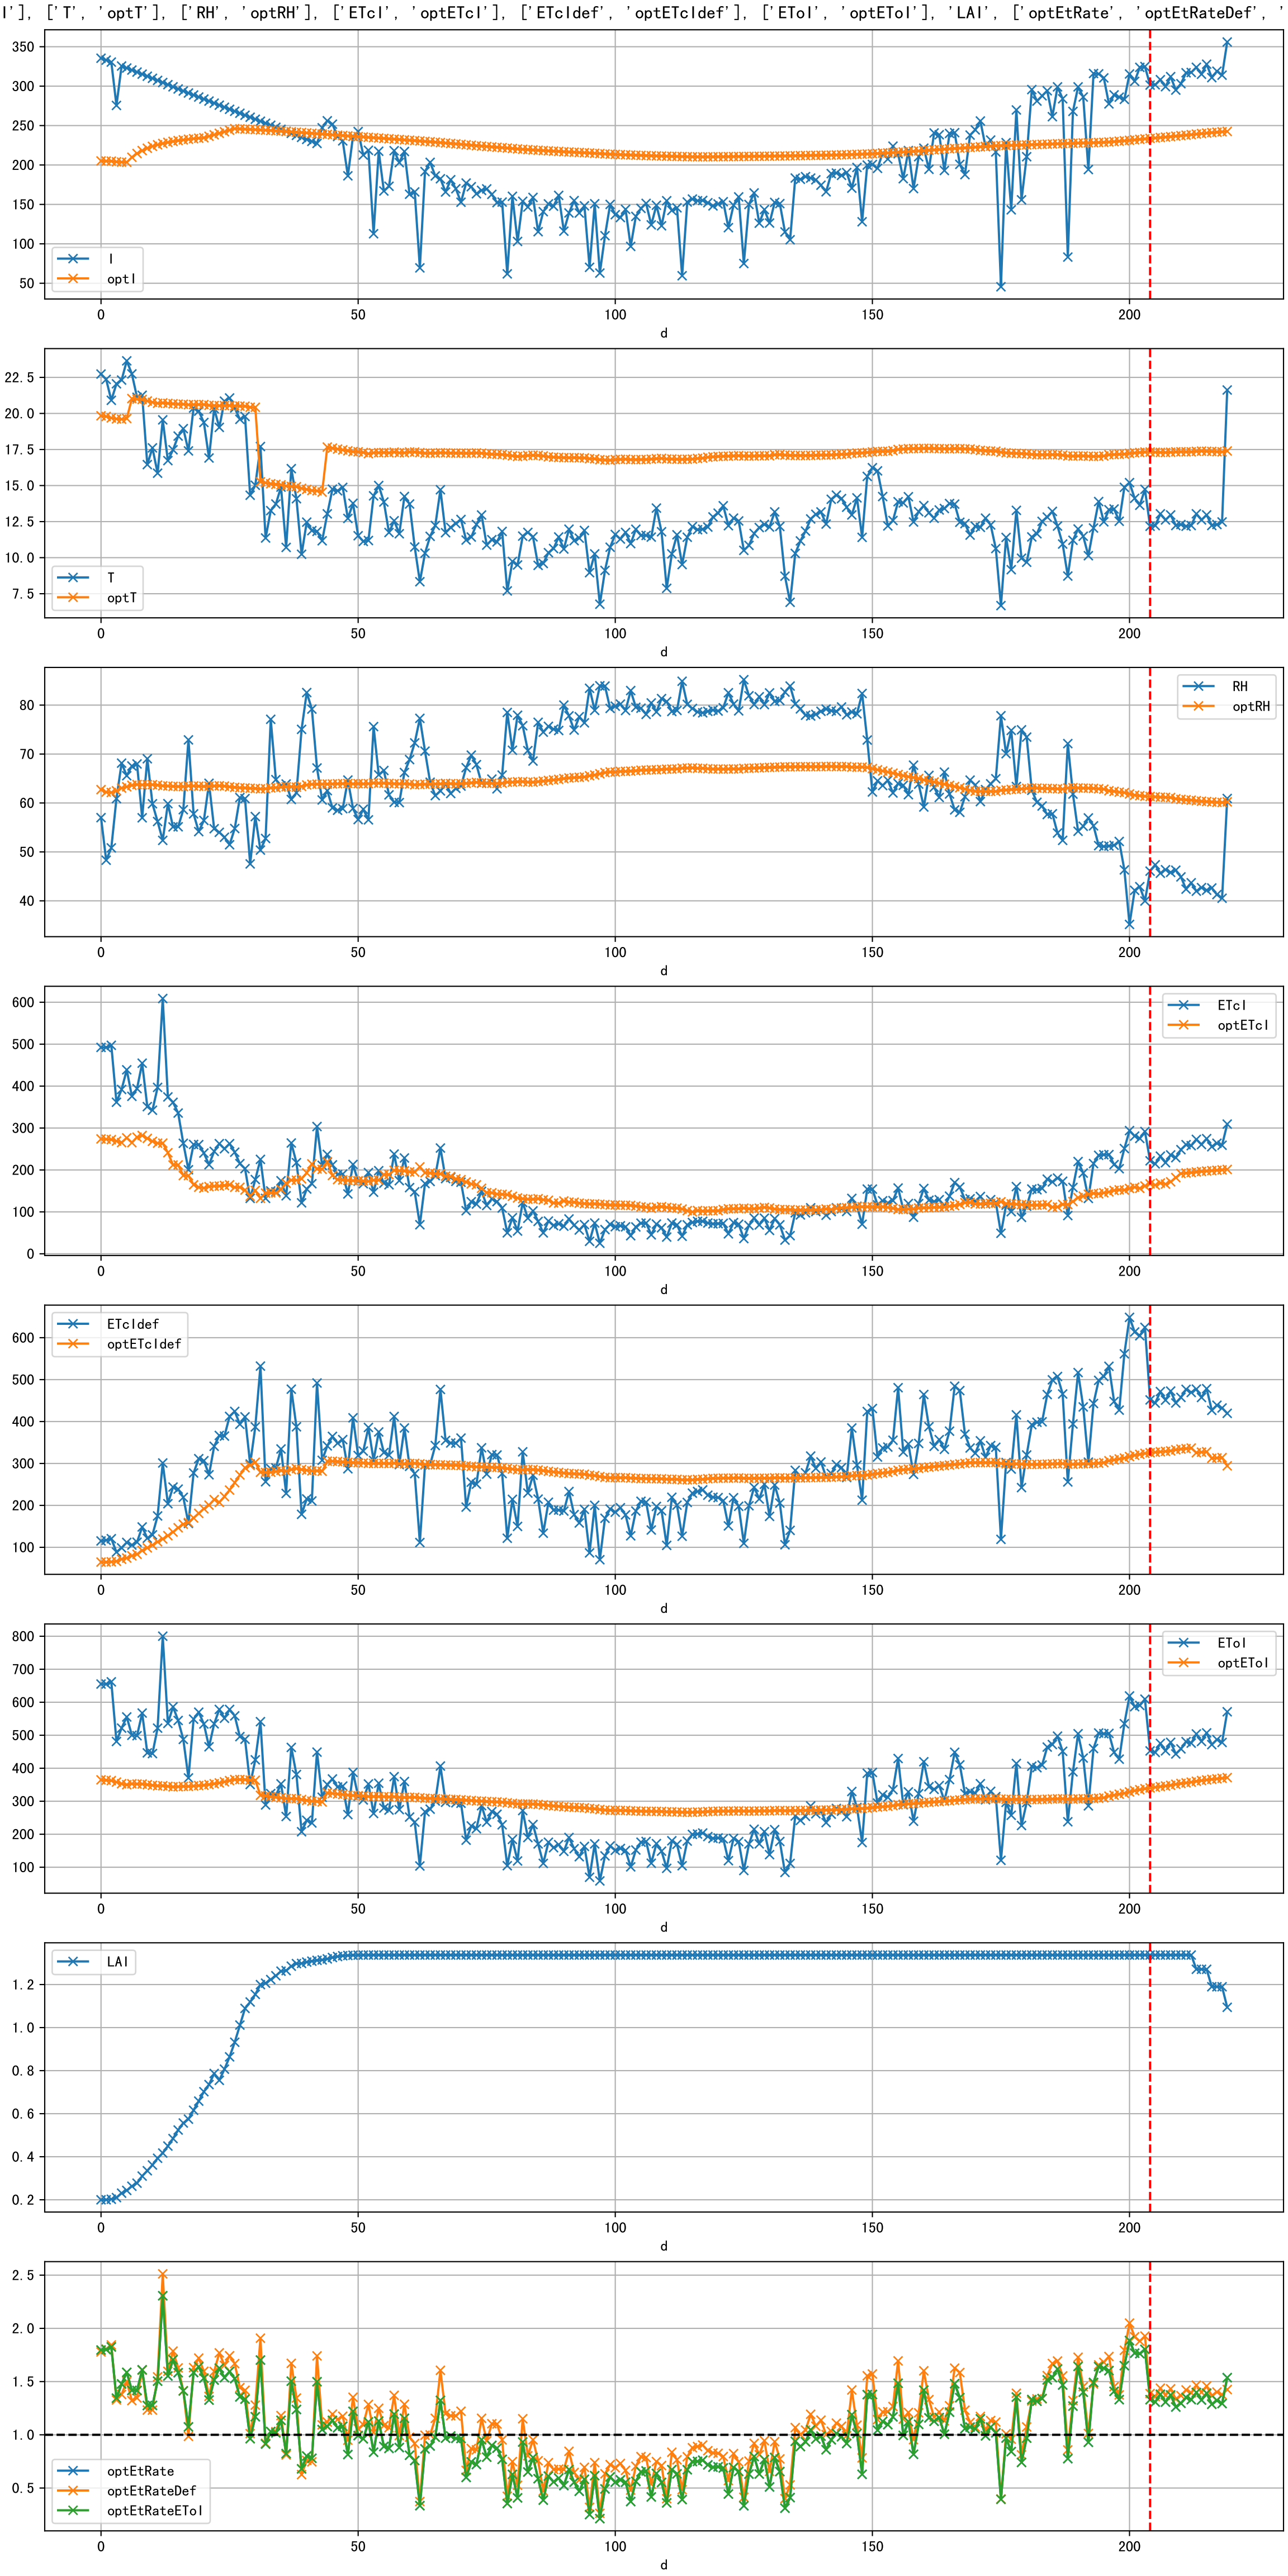 I'], ['T', 'optT'], ['RH', 'optRH'], ['ETcI', 'optETcI'], ['ETcIdef', 'optETcIdef'], ['EToI', 'optEToI'], 'LAI', ['optEtRate', 'optEtRateDef', '
350
300
250
200
150
100
50
I
optI
0 50 100 150 200
d
22.5
20.0
17.5
15.0
12.5
10.0
7.5
T
optT
0 50 100 150 200
d
80
70
60
50
40
RH
optRH
0 50 100 150 200
d
600
500
400
300
200
100
0
ETcI
optETcI
0 50 100 150 200
d
600
500
400
300
200
100
ETcIdef
optETcIdef
0 50 100 150 200
d
800
700
600
500
400
300
200
100
EToI
optEToI
0 50 100 150 200
d
1.2
1.0
0.8
0.6
0.4
0.2
LAI
0 50 100 150 200
d
2.5
2.0
1.5
1.0
0.5
optEtRate
optEtRateDef
optEtRateEToI
0 50 100 150 200
d